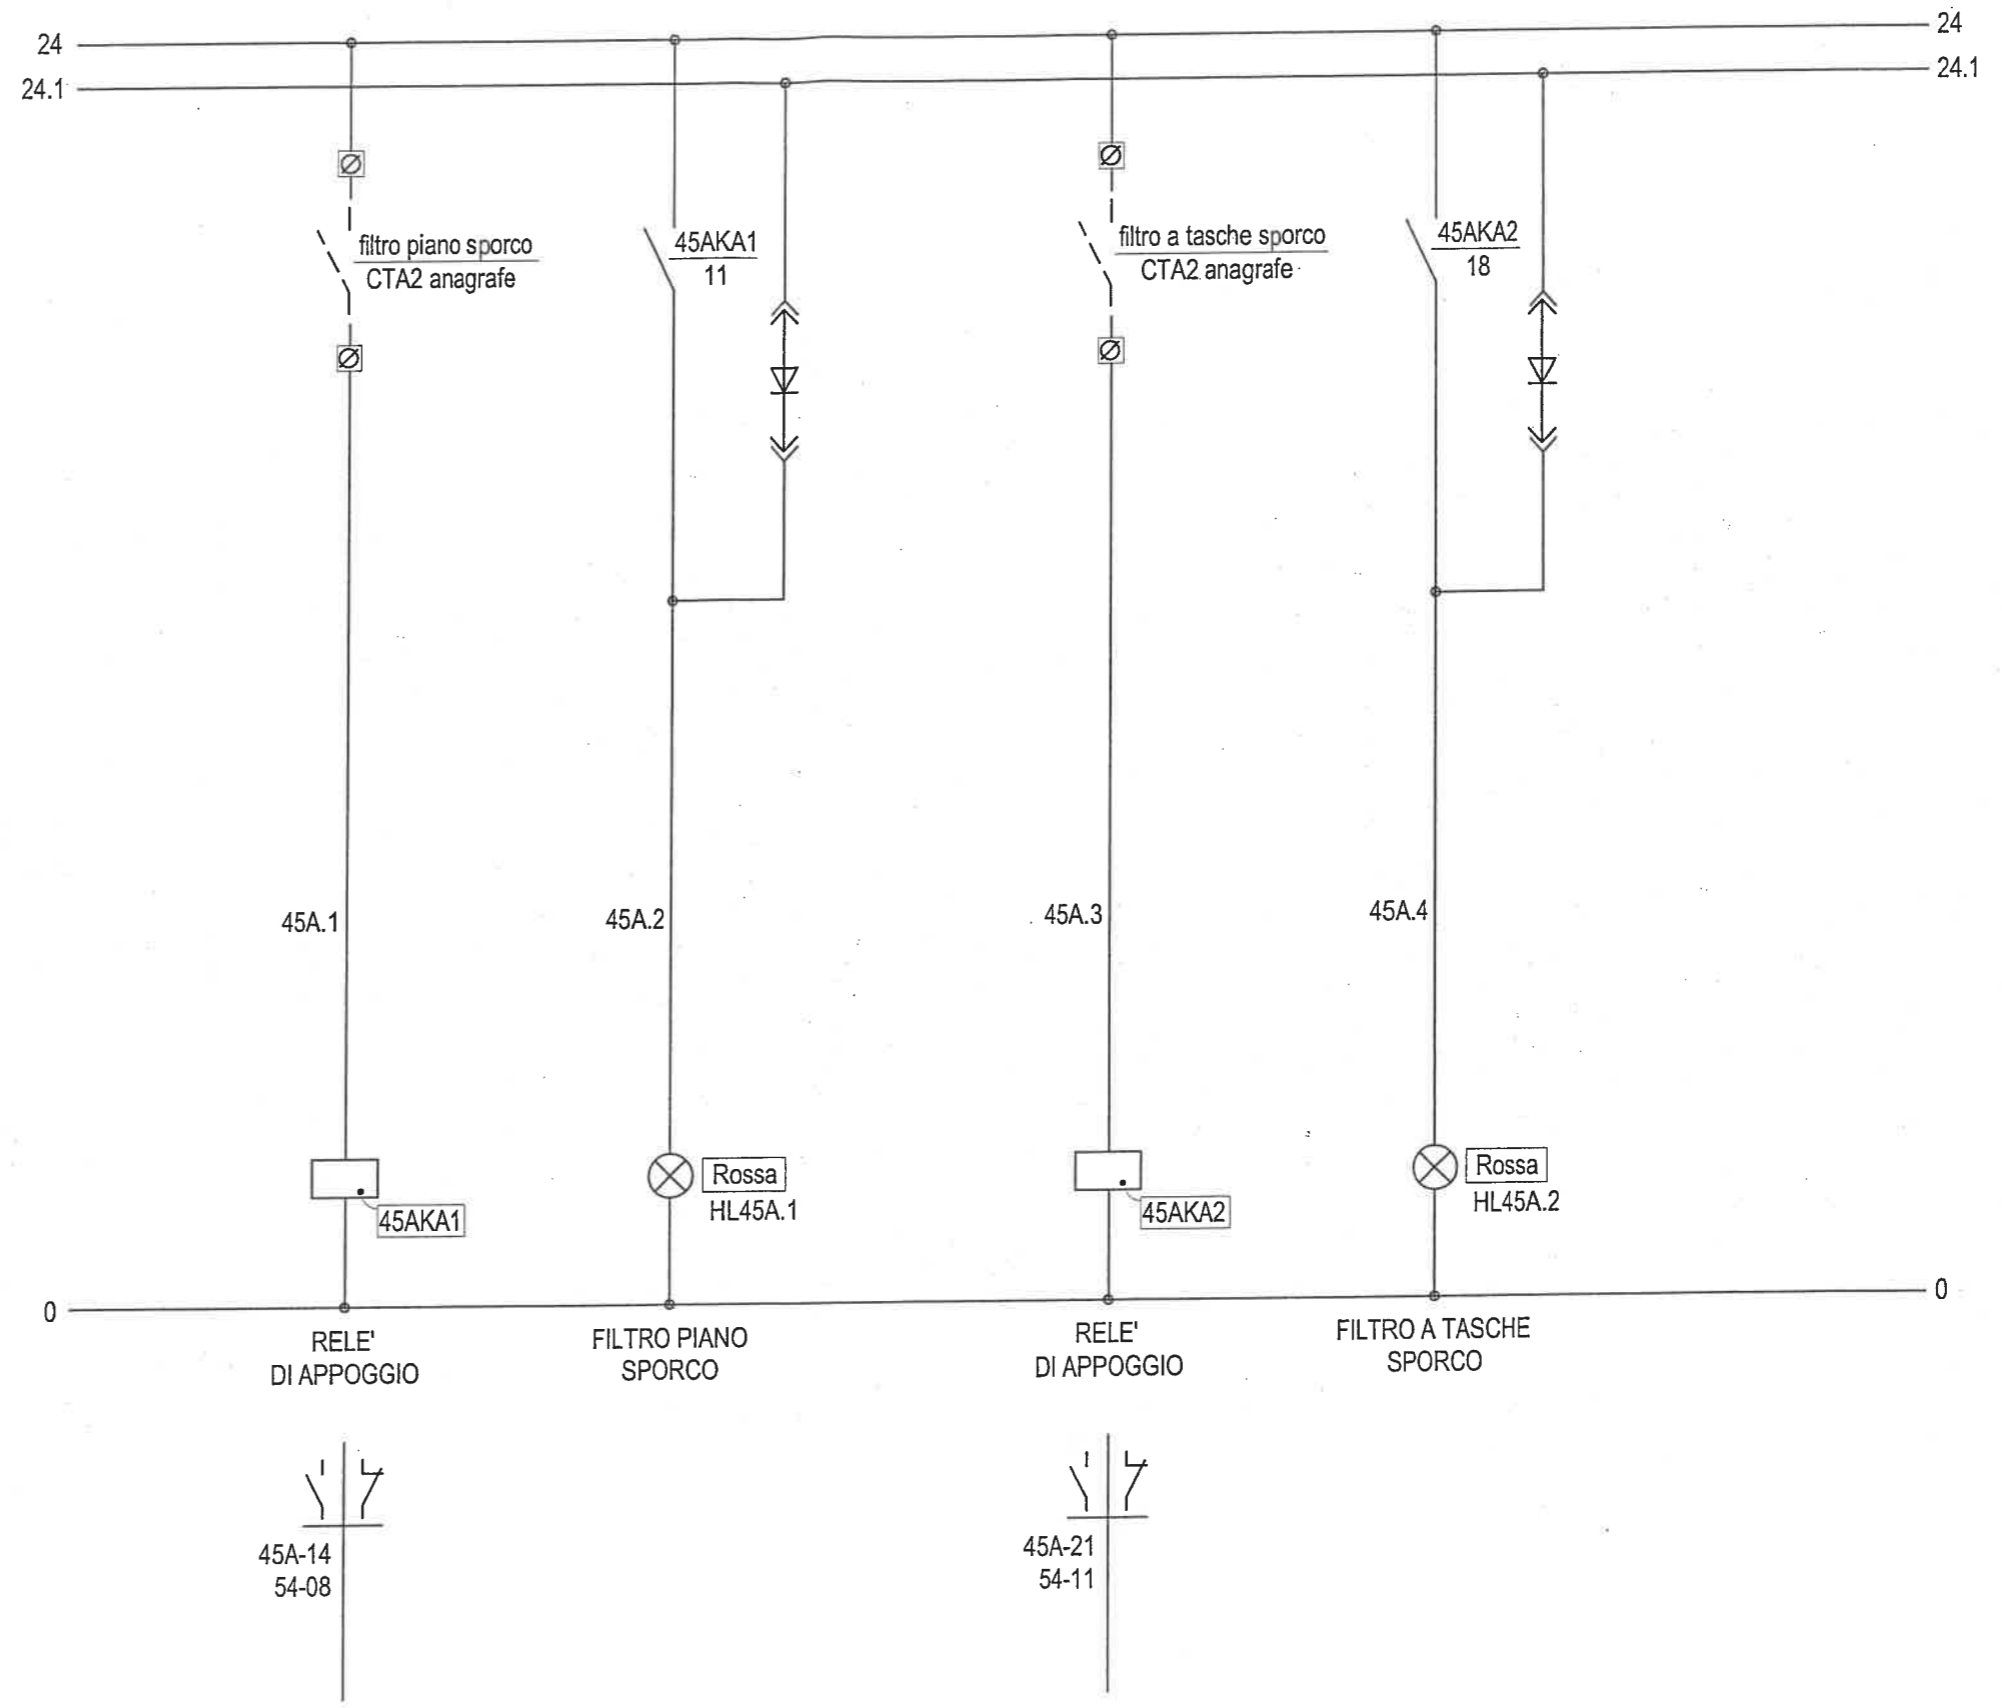 24
24
24.1
24.1
filtro piano sporco
CTA2 anagrafe
45AKA1
11
filtro a tasche sporco
CTA2 anagrafe
45AKA2
18
45A.1
45A.2
45A.3
45A.4
45AKA1
Rossa
HL45A.1
45AKA2
Rossa
HL45A.2
0
0
RELE'
DI APPOGGIO
FILTRO PIANO
SPORCO
RELE'
DI APPOGGIO
FILTRO A TASCHE
SPORCO
45A-14
54-08
45A-21
54-11